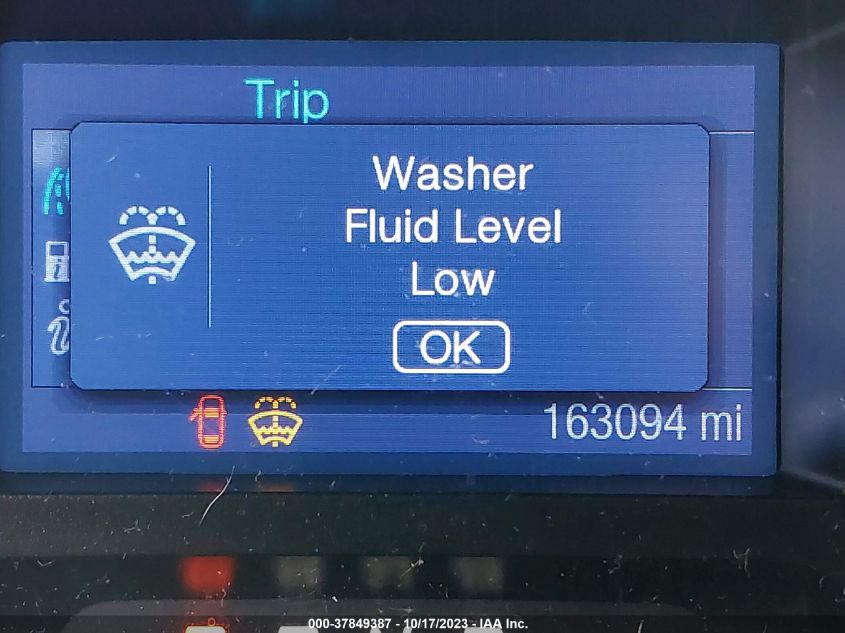 Trip
Washer
Fluid Level
Low
OK
163094 mi
000-37849387 - 10/17/2023 - IAA Inc.